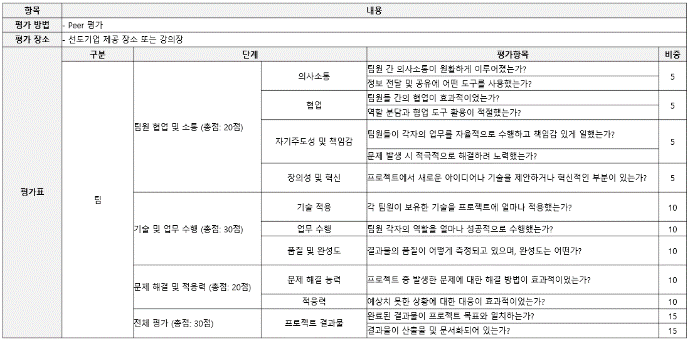 항목 내용
평가 방법 - Peer 평가
평가 장소 - 선도기업 제공 장소 또는 강의장
평가표 구분 단계 평가항목 비중
팀
팀원 협업 및 소통 (총점: 20점)
의사소통
팀원 간 의사소통이 원활하게 이루어졌는가?
정보 전달 및 공유에 어떤 도구를 사용했는가?
5
협업
팀원들 간의 협업이 효과적이었는가?
역할 분담과 협업 도구 활용이 적절했는가?
5
자기주도성 및 책임감
팀원들이 각자의 업무를 자율적으로 수행하고 책임감 있게 일했는가?
문제 발생 시 적극적으로 해결하려 노력했는가?
5
창의성 및 혁신
프로젝트에서 새로운 아이디어나 기술을 제안하거나 혁신적인 부분이 있는가?
5
기술 및 업무 수행 (총점: 30점)
기술 적용
각 팀원이 보유한 기술을 프로젝트에 얼마나 적용했는가?
10
업무 수행
팀원 각자의 역할을 얼마나 성공적으로 수행했는가?
10
품질 및 완성도
결과물의 품질이 어떻게 측정되고 있으며, 완성도는 어떤가?
10
문제 해결 및 적응력 (총점: 20점)
문제 해결 능력
프로젝트 중 발생한 문제에 대한 해결 방법이 효과적이었는가?
10
적응력
예상치 못한 상황에 대한 대응이 효과적이었는가?
10
전체 평가 (총점: 30점)
프로젝트 결과물
완료된 결과물이 프로젝트 목표와 일치하는가?
15
결과물이 산출물 및 문서화되어 있는가?
15